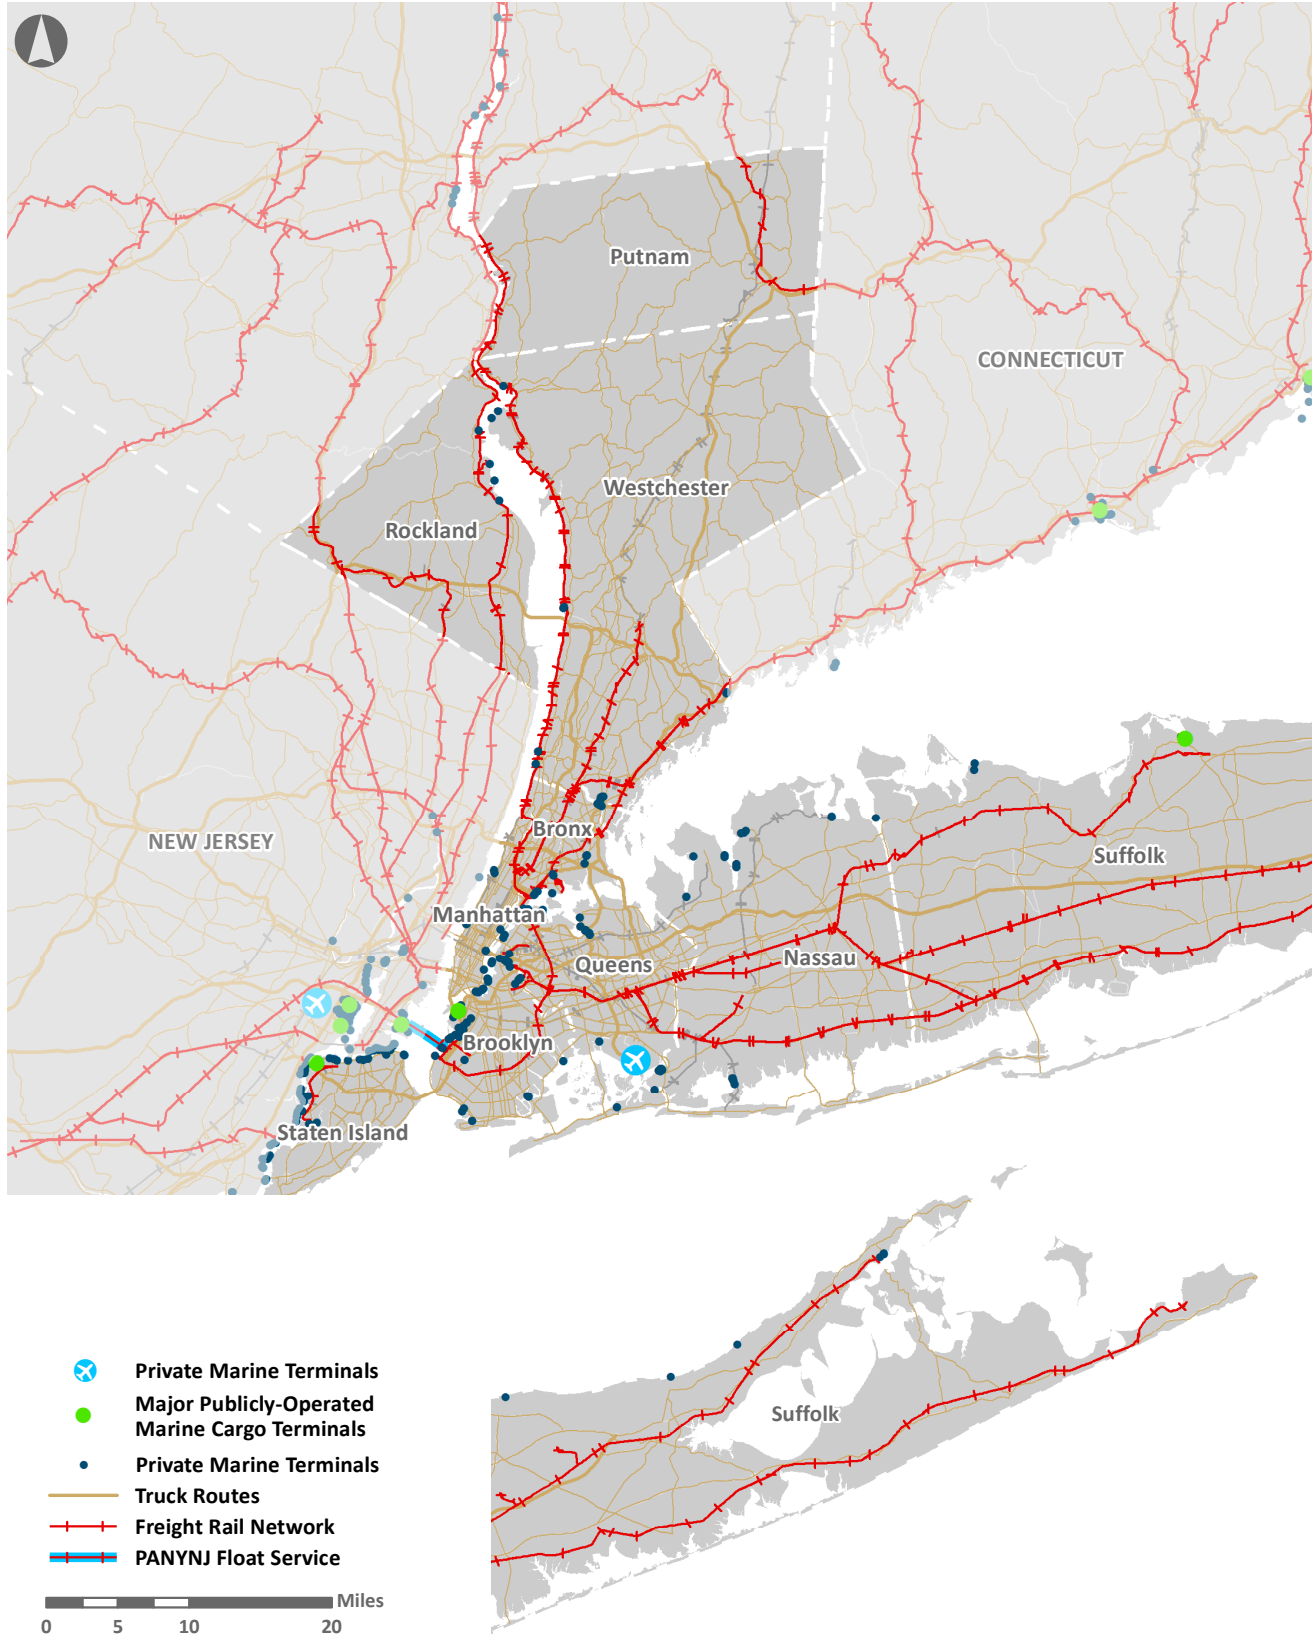 Putnam
CONNECTICUT
Westchester
Rockland
Bronx
NEW JERSEY
Suffolk
Manhattan
Queens
Nassau
Brooklyn
Staten Island
Suffolk
Private Marine Terminals
Major Publicly-Operated
Marine Cargo Terminals
Private Marine Terminals
Truck Routes
Freight Rail Network
PANYNJ Float Service
Miles
0 5 10 20